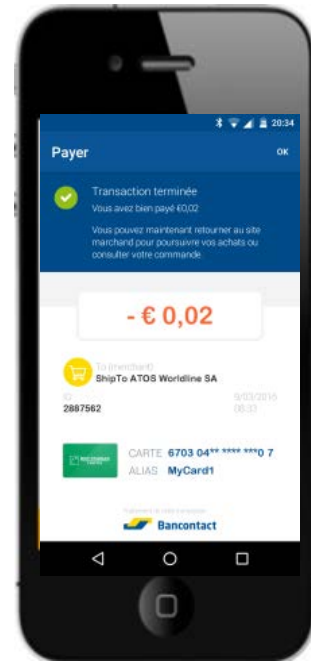 20:34
Payer OK
Transaction terminée
Vous avez bien payé €0,02
Vous pouvez maintenant retourner au site
marchand pour poursuivre vos achats ou
consulter votre commande
- € 0,02
To (merchant)
ShipTo ATOS Worldline SA
ID 9/03/2016
2887562 08:33
CARTE 6703 04** **** ***0 7
ALIAS MyCard1
Bancontact